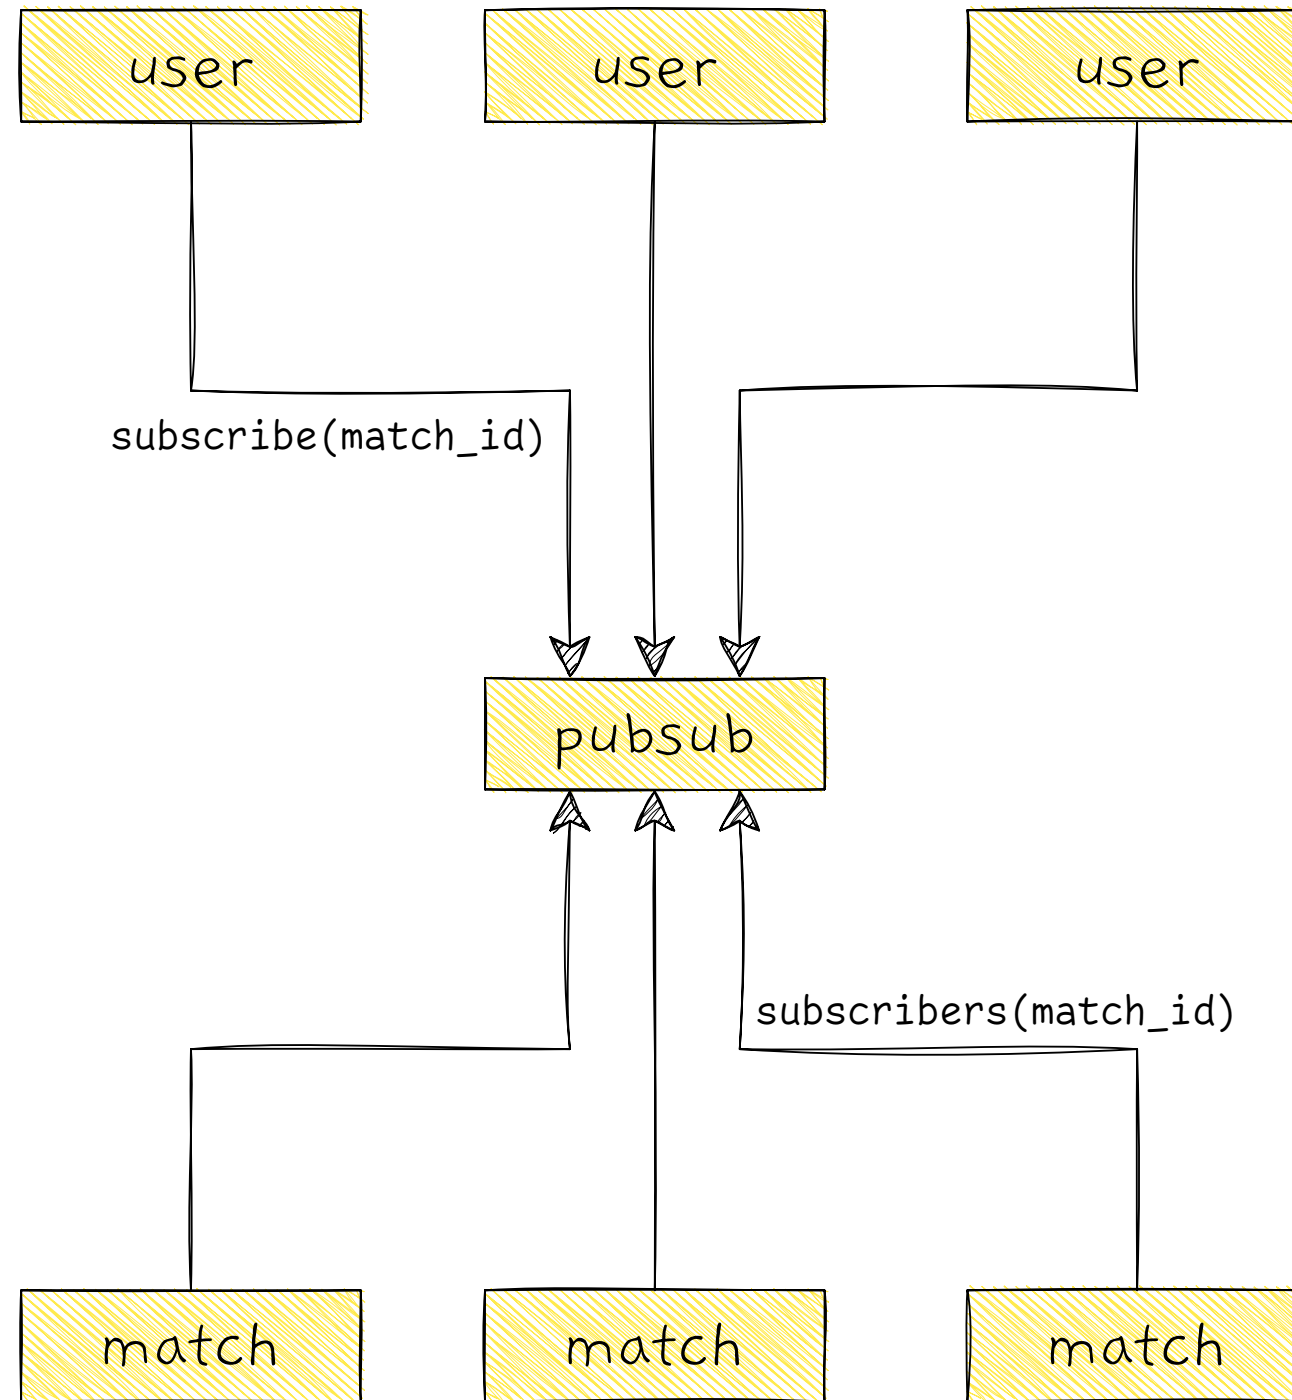 user
user
user
subscribe(match_id)
pubsub
subscribers(match_id)
match
match
match